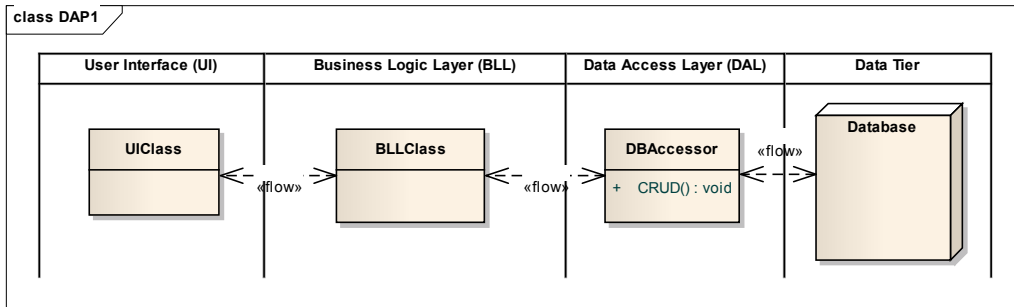 class DAP1
User Interface (UI)
Business Logic Layer (BLL)
Data Access Layer (DAL)
Data Tier
UIClass
«flow»
BLLClass
«flow»
DBAccessor
+ CRUD() : void
«flow»
Database